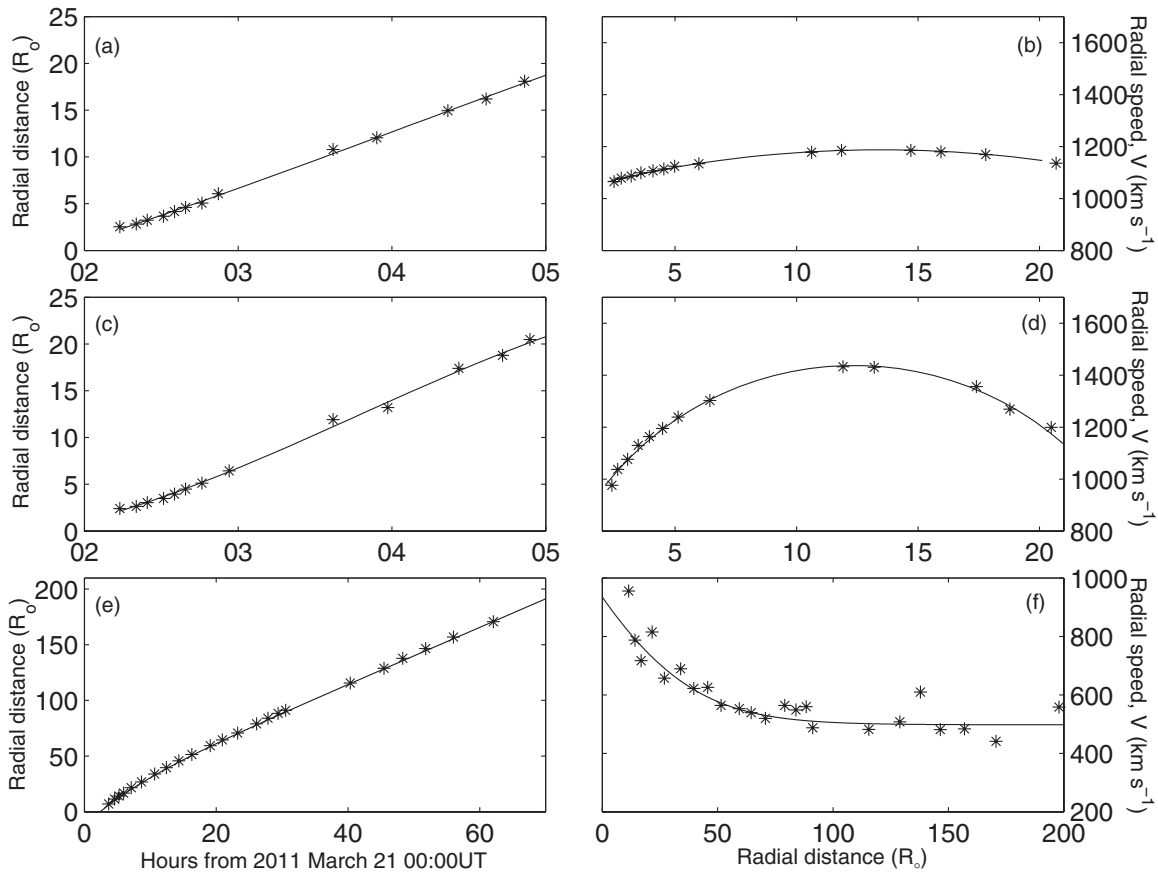 25
20
15
10
5
0
Radial distance (R_o)
(a)
02 03 04 05
(b)
1600
1400
1200
1000
800
Radial speed, V (km s⁻¹)
5 10 15 20
25
20
15
10
5
0
Radial distance (R_o)
(c)
02 03 04 05
(d)
1600
1400
1200
1000
800
Radial speed, V (km s⁻¹)
5 10 15 20
200
150
100
50
0
Radial distance (R_o)
(e)
0 20 40 60
Hours from 2011 March 21 00:00UT
(f)
1000
800
600
400
200
Radial speed, V (km s⁻¹)
0 50 100 150 200
Radial distance (R_o)